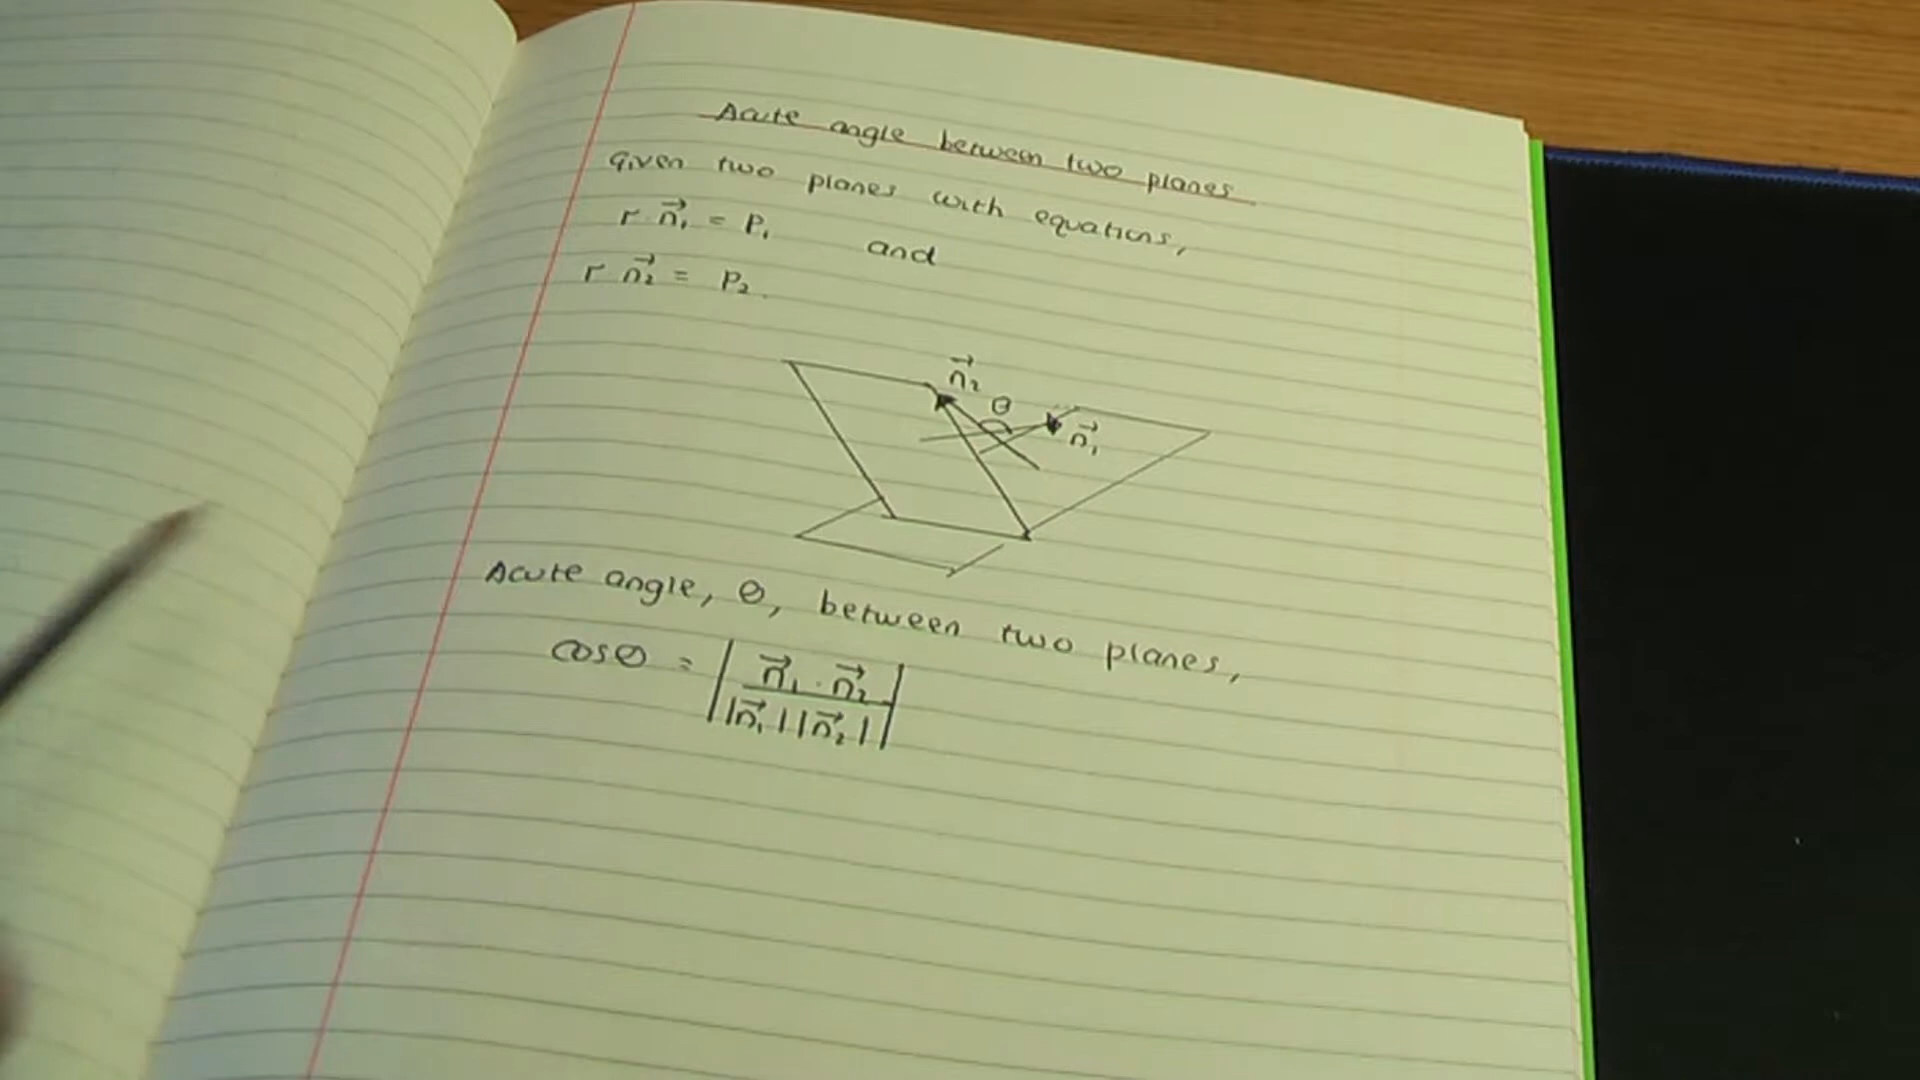 Acute angle between two planes
Given two planes with equations,
r. n⃗₁ = P₁ and
r n⃗₂ = P₂.
n⃗₂
θ
n⃗₁
Acute angle, θ, between two planes,
cosθ = | n⃗₁ . n⃗₂ / |n⃗₁| |n⃗₂| |